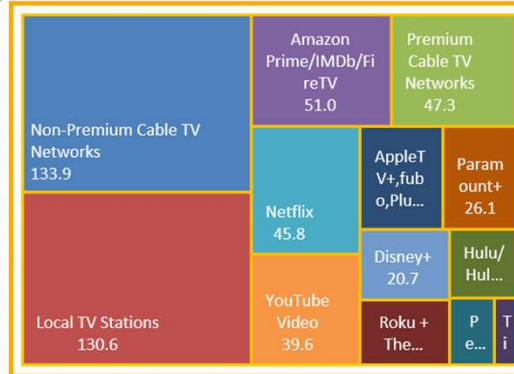 Non-Premium Cable TV
Networks
133.9
Local TV Stations
130.6
Amazon
Prime/IMDb/Fi
reTV
51.0
Premium
Cable TV
Networks
47.3
Netflix
45.8
YouTube
Video
39.6
AppleT
V+,fub
o,Plu...
Param
ount+
26.1
Disney+
20.7
Hulu/
Hul...
Roku +
The...
P
e...
T
i